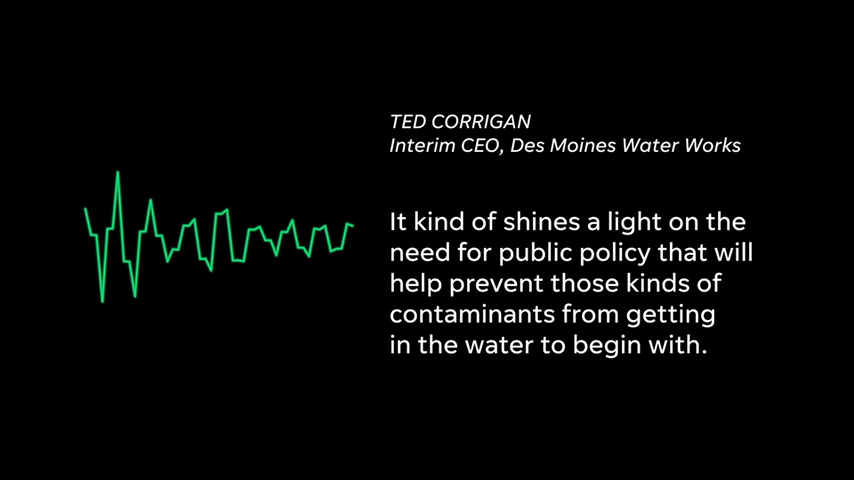 TED CORRIGAN
Interim CEO, Des Moines Water Works
It kind of shines a light on the
need for public policy that will
help prevent those kinds of
contaminants from getting
in the water to begin with.